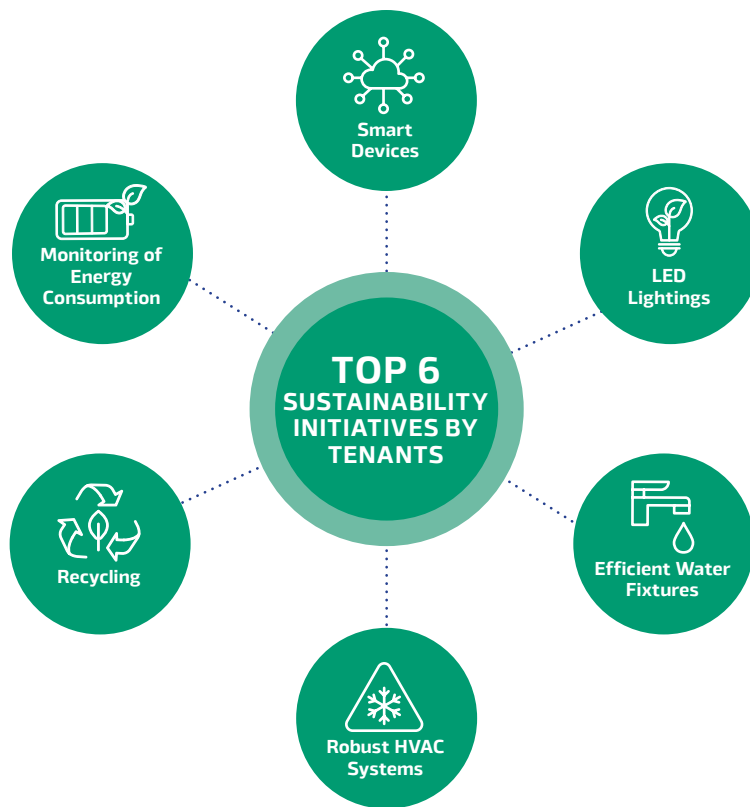 Smart
Devices
Monitoring of
Energy
Consumption
LED
Lightings
TOP 6
SUSTAINABILITY
INITIATIVES BY
TENANTS
Recycling
Efficient Water
Fixtures
Robust HVAC
Systems